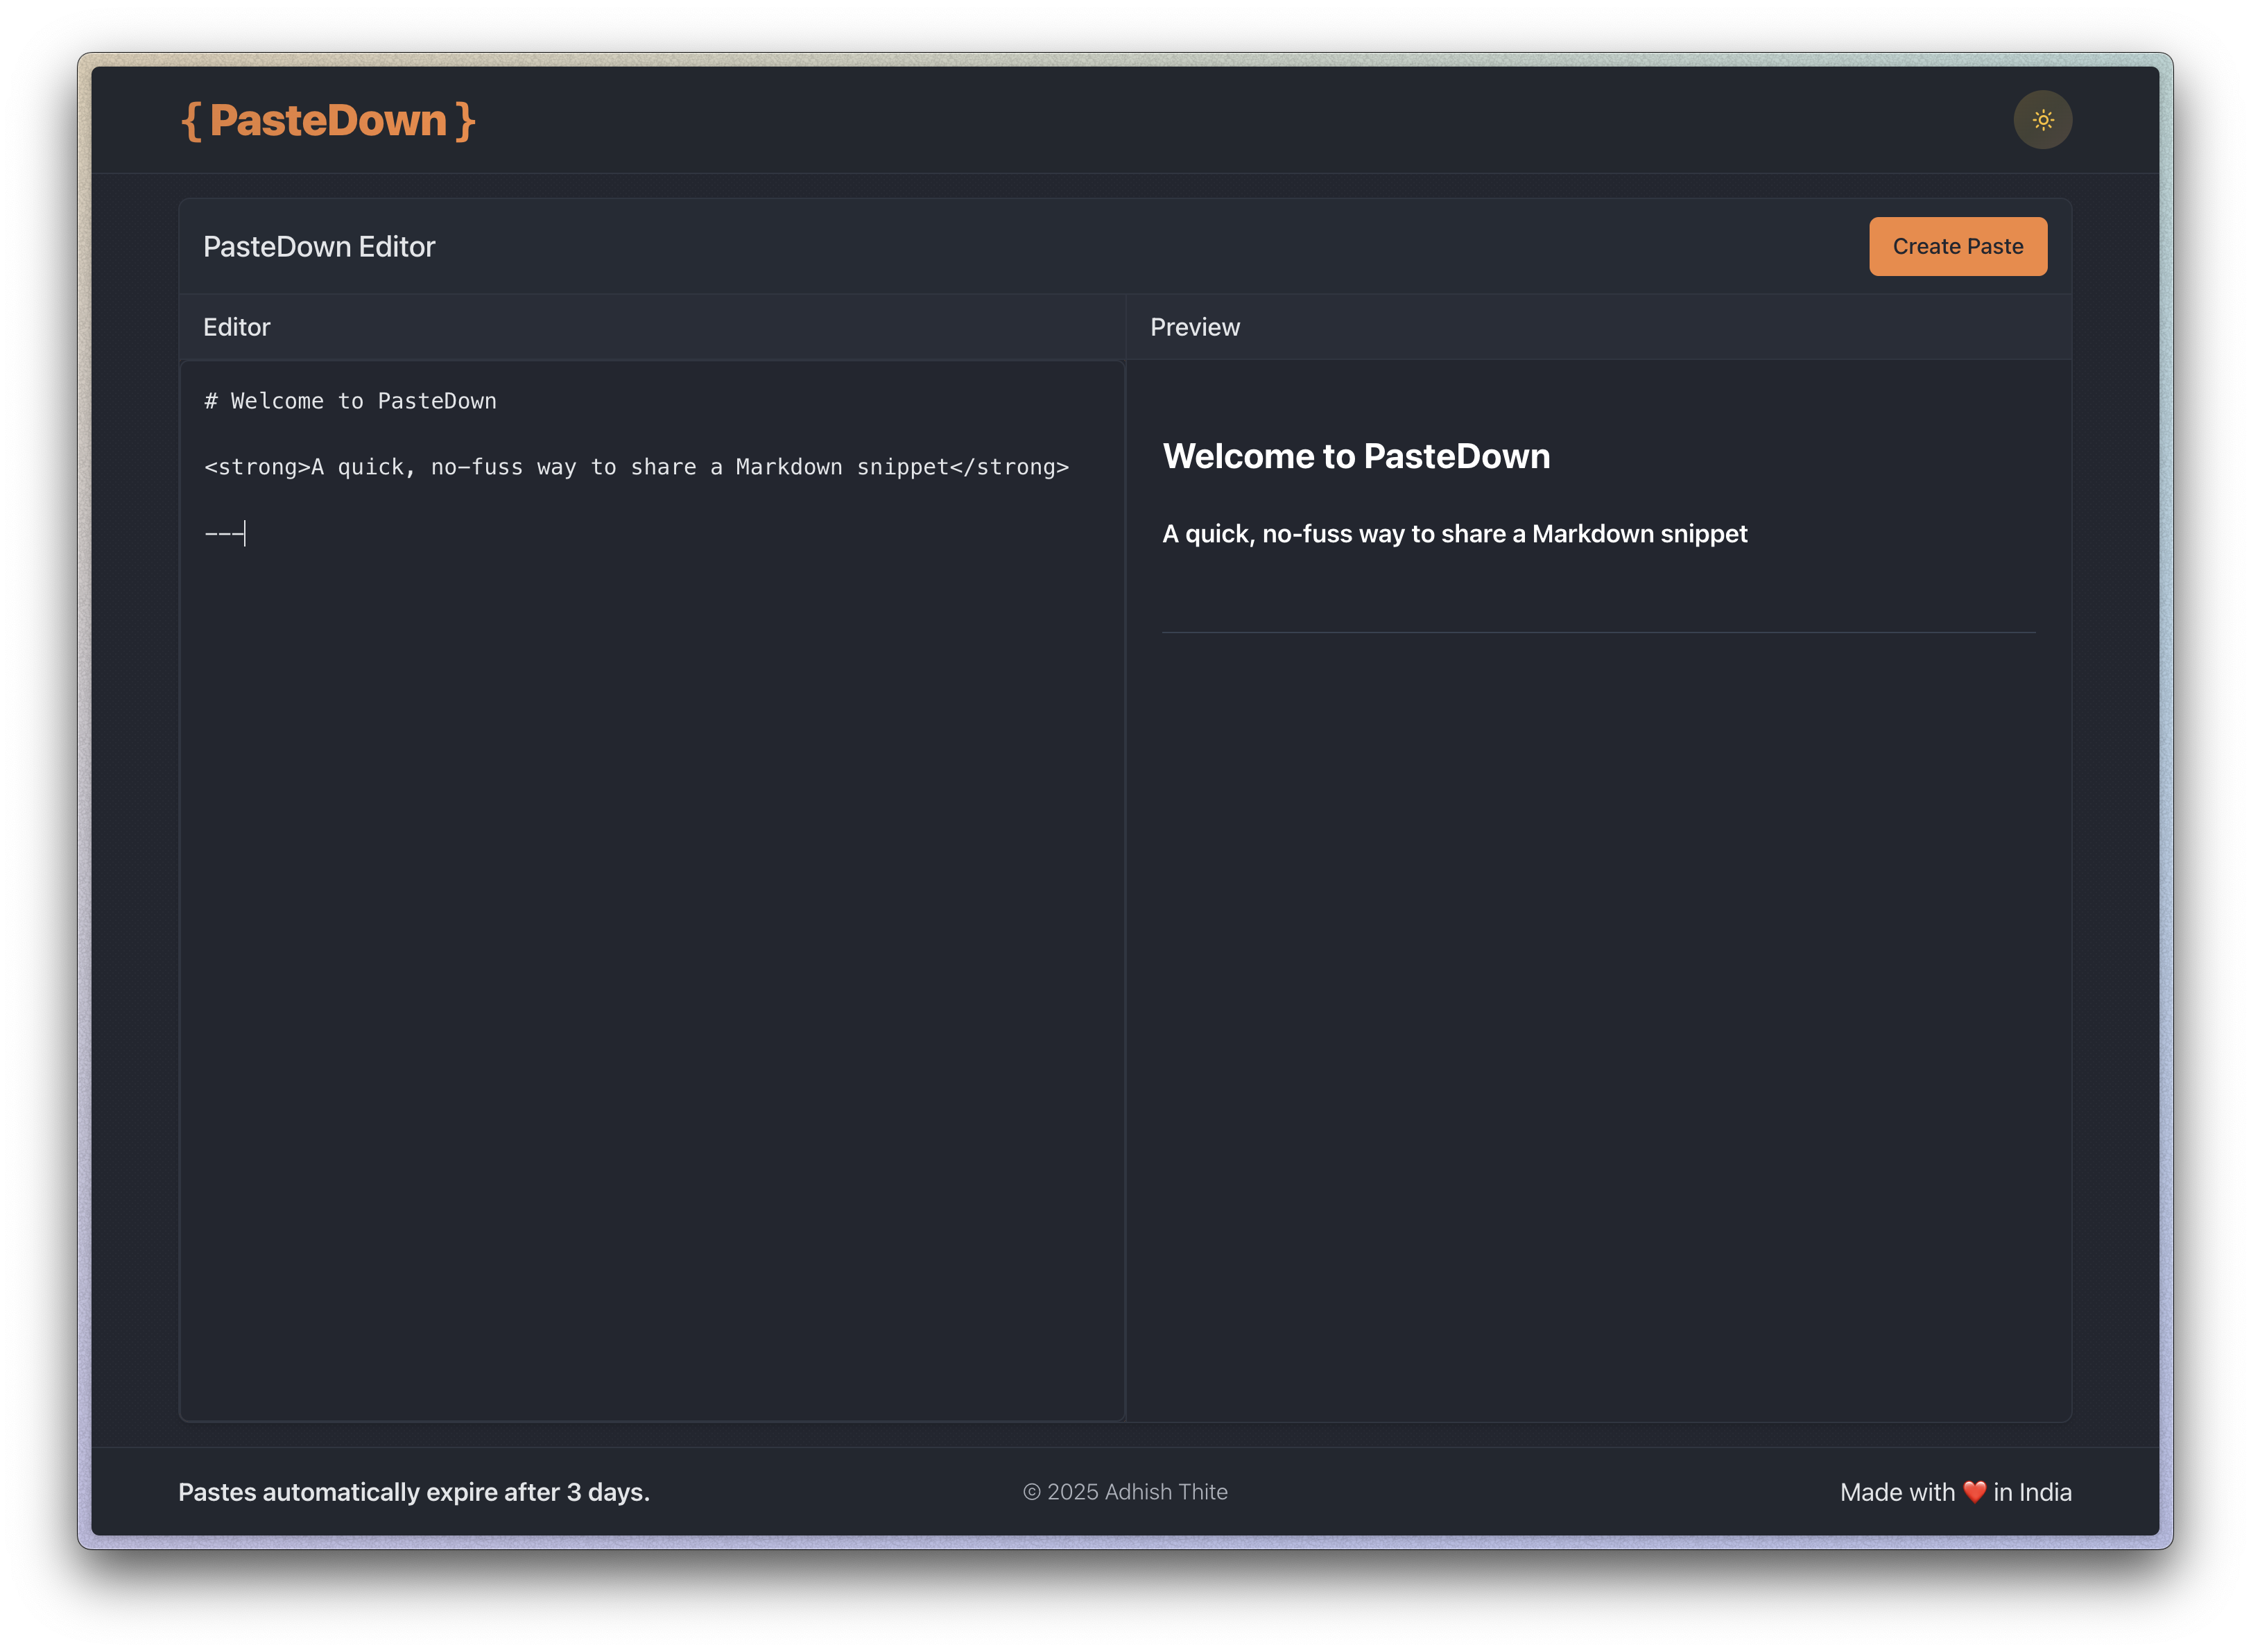 { PasteDown }
PasteDown Editor
Create Paste
Editor
Preview
# Welcome to PasteDown
<strong>A quick, no-fuss way to share a Markdown snippet</strong>
---
Welcome to PasteDown
A quick, no-fuss way to share a Markdown snippet
Pastes automatically expire after 3 days.
© 2025 Adhish Thite
Made with ❤️ in India